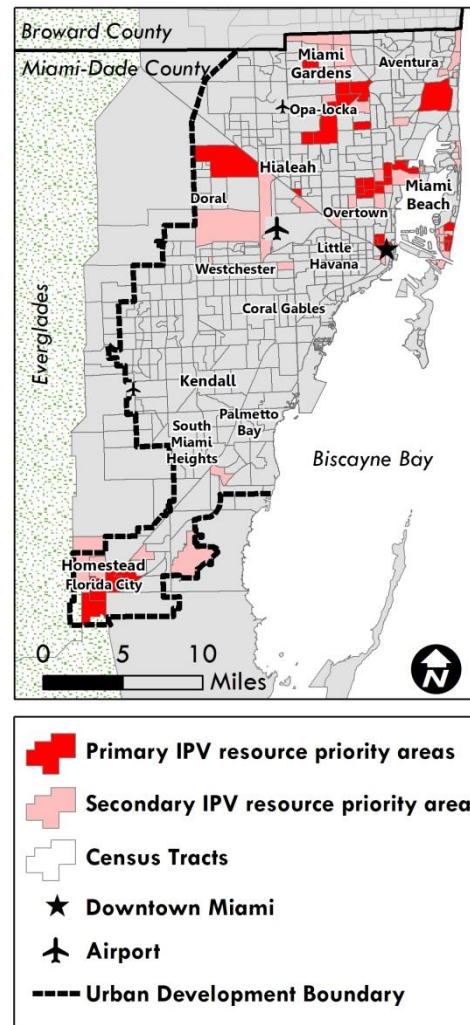 Broward County
Miami-Dade County
Miami
Gardens
Aventura
Opa-locka
Hialeah
Doral
Miami
Beach
Overtown
Little
Havana
Westchester
Coral Gables
Everglades
Kendall
Palmetto
Bay
South
Miami
Heights
Biscayne Bay
Homestead
Florida City
0 5 10
Miles
N
Primary IPV resource priority areas
Secondary IPV resource priority area
Census Tracts
Downtown Miami
Airport
Urban Development Boundary